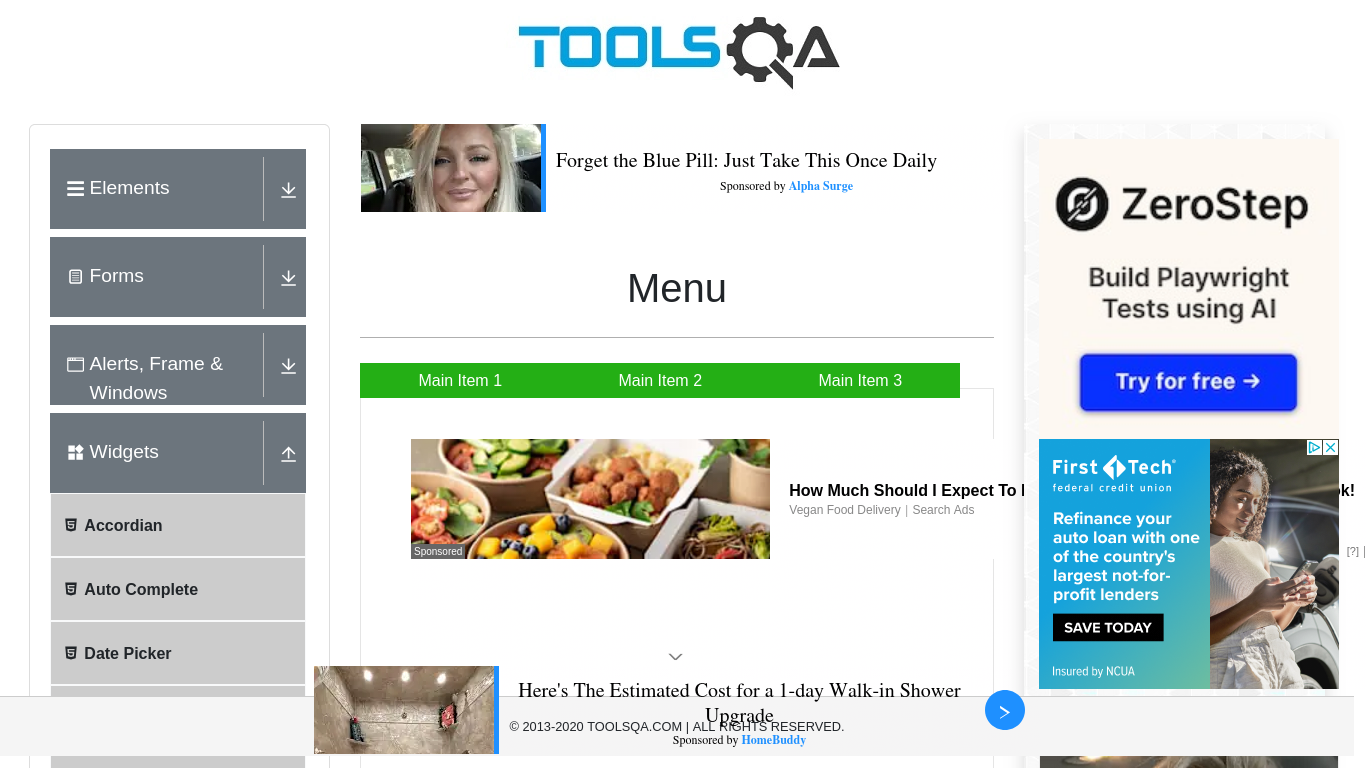 TOOLSQA
Elements
Forms
Alerts, Frame &
Windows
Widgets
Accordian
Auto Complete
Date Picker
Forget the Blue Pill: Just Take This Once Daily
Sponsored by Alpha Surge
Menu
Main Item 1
Main Item 2
Main Item 3
Sponsored
How Much Should I Expect To
Vegan Food Delivery | Search Ads
ZeroStep
Build Playwright
Tests using AI
Try for free →
First Tech
federal credit union
Refinance your
auto loan with one
of the country's
largest not-for-
profit lenders
SAVE TODAY
Insured by NCUA
[?] |
Here's The Estimated Cost for a 1-day Walk-in Shower
Upgrade
© 2013-2020 TOOLSQA.COM | ALL RIGHTS RESERVED.
Sponsored by HomeBuddy